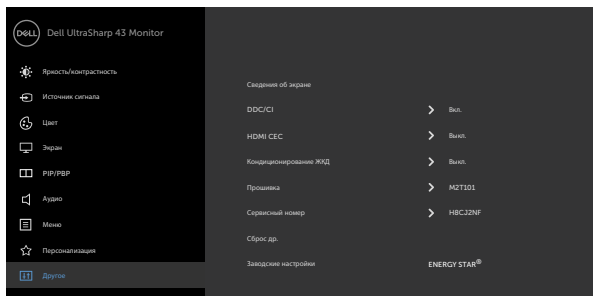 DELL Dell UltraSharp 43 Monitor
Яркость/контрастность
Источник сигнала
Цвет
Экран
PIP/PBP
Аудио
Меню
Персонализация
Другое
Сведения об экране
DDC/CI Вкл.
HDMI CEC Выкл.
Кондиционирование ЖКД Выкл.
Прошивка M2T101
Сервисный номер H8CJ2NF
Сброс др.
Заводские настройки ENERGY STAR®